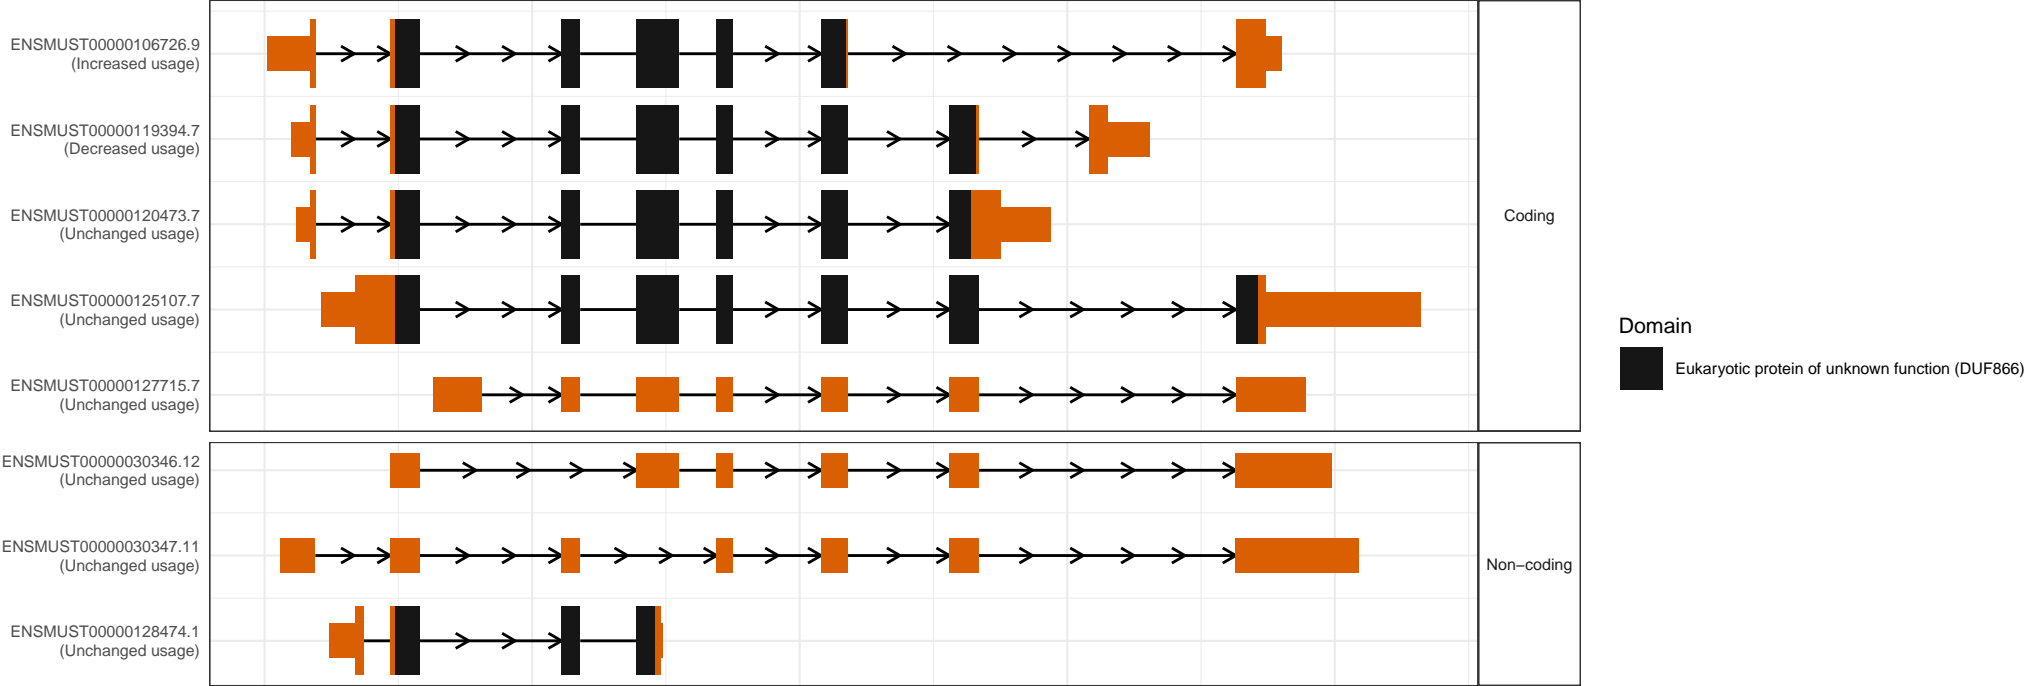 ENSMUST00000106726.9
(Increased usage)
ENSMUST00000119394.7
(Decreased usage)
ENSMUST00000120473.7
(Unchanged usage)
ENSMUST00000125107.7
(Unchanged usage)
ENSMUST00000127715.7
(Unchanged usage)
Coding
ENSMUST00000030346.12
(Unchanged usage)
ENSMUST00000030347.11
(Unchanged usage)
ENSMUST00000128474.1
(Unchanged usage)
Non−coding
Domain
Eukaryotic protein of unknown function (DUF866)